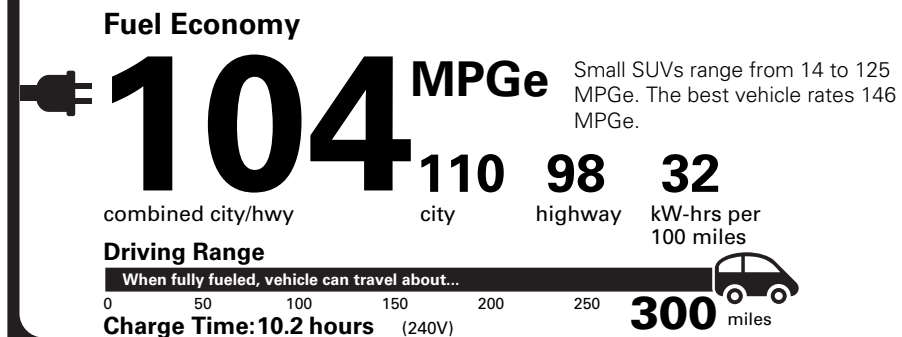 Fuel Economy
104 MPGe
Small SUVs range from 14 to 125
MPGe. The best vehicle rates 146
MPGe.
110 98 32
combined city/hwy city highway kW-hrs per
100 miles
Driving Range
When fully fueled, vehicle can travel about...
0 50 100 150 200 250 300 miles
Charge Time: 10.2 hours (240V)